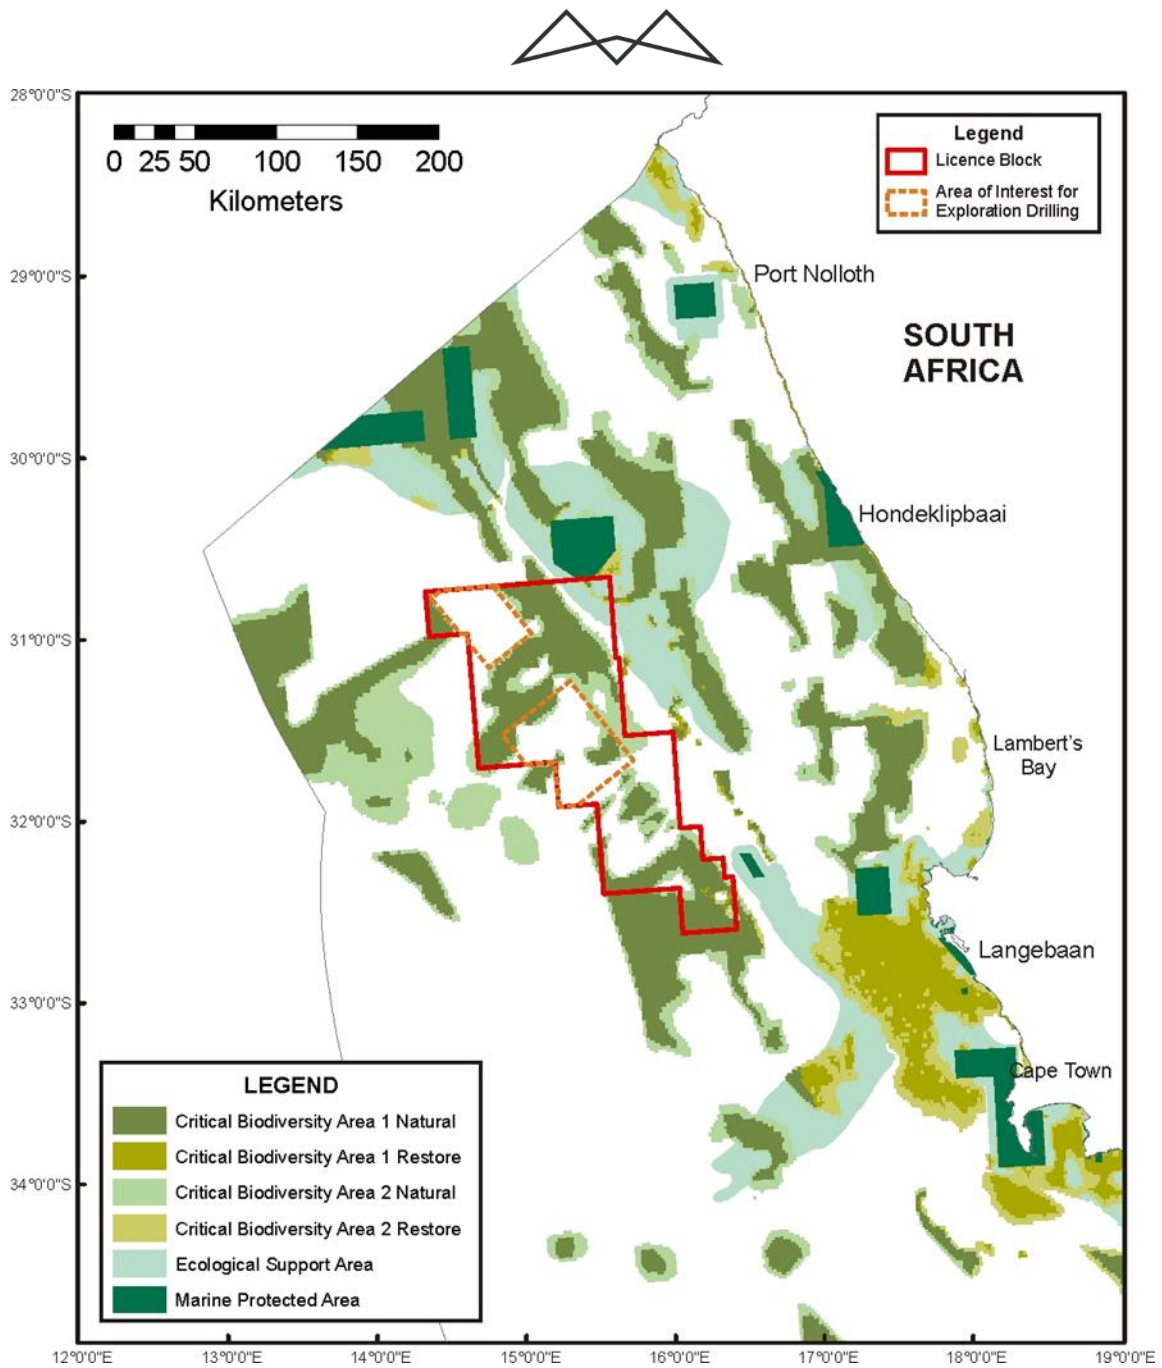 28°0'0"S
0 25 50 100 150 200
Kilometers
Legend
Licence Block
Area of Interest for
Exploration Drilling
29°0'0"S
Port Nolloth
SOUTH
AFRICA
30°0'0"S
Hondeklipbaai
31°0'0"S
Lambert's
Bay
32°0'0"S
Langebaan
33°0'0"S
Cape Town
LEGEND
Critical Biodiversity Area 1 Natural
Critical Biodiversity Area 1 Restore
Critical Biodiversity Area 2 Natural
34°0'0"S
Critical Biodiversity Area 2 Restore
Ecological Support Area
Marine Protected Area
12°0'0"E 13°0'0"E 14°0'0"E 15°0'0"E 16°0'0"E 17°0'0"E 18°0'0"E 19°0'0"E